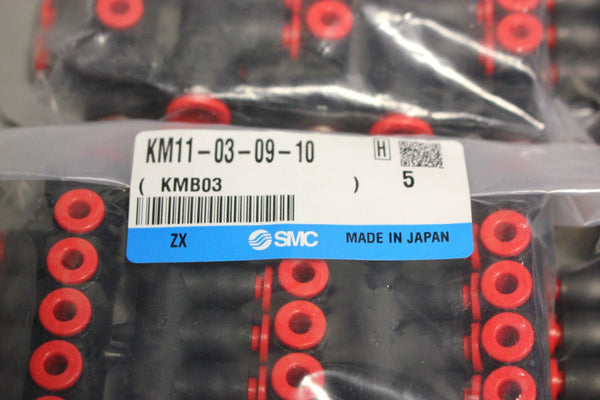 KM11-03-09-10 H
( KMB03 ) 5
ZX SMC MADE IN JAPAN